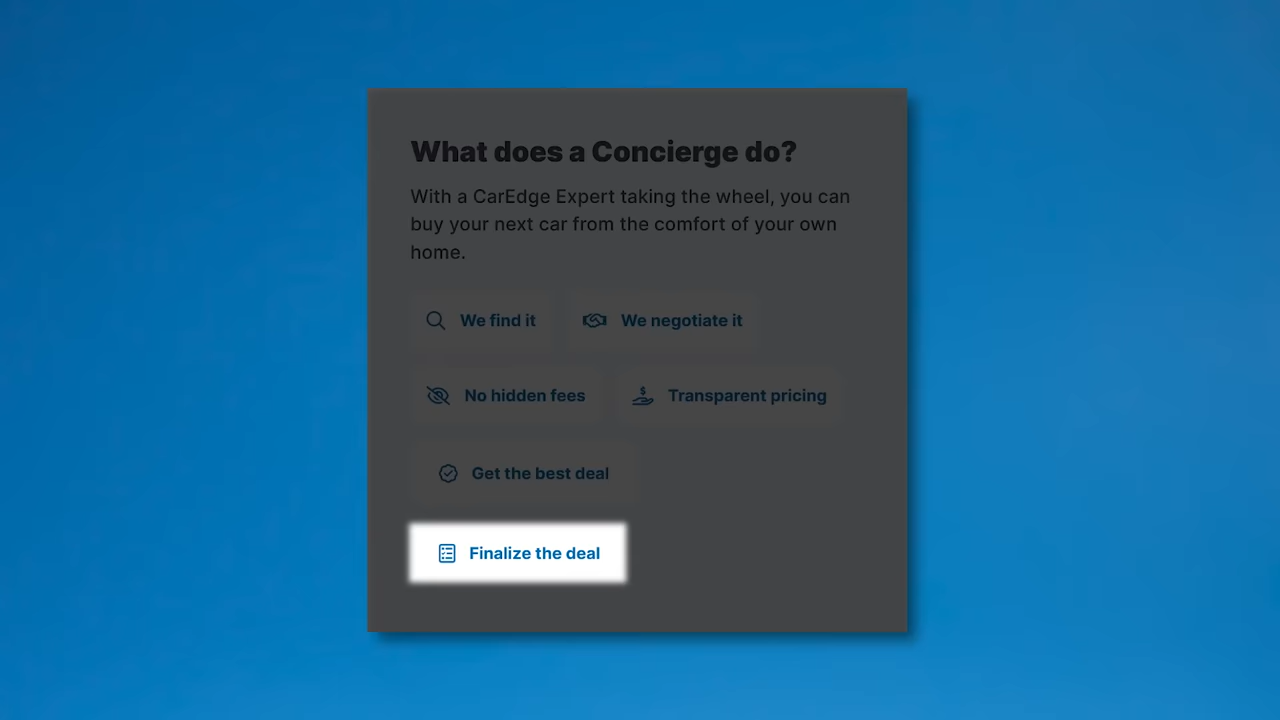 What does a Concierge do?
With a CarEdge Expert taking the wheel, you can
buy your next car from the comfort of your own
home.
We find it
We negotiate it
No hidden fees
Transparent pricing
Get the best deal
Finalize the deal